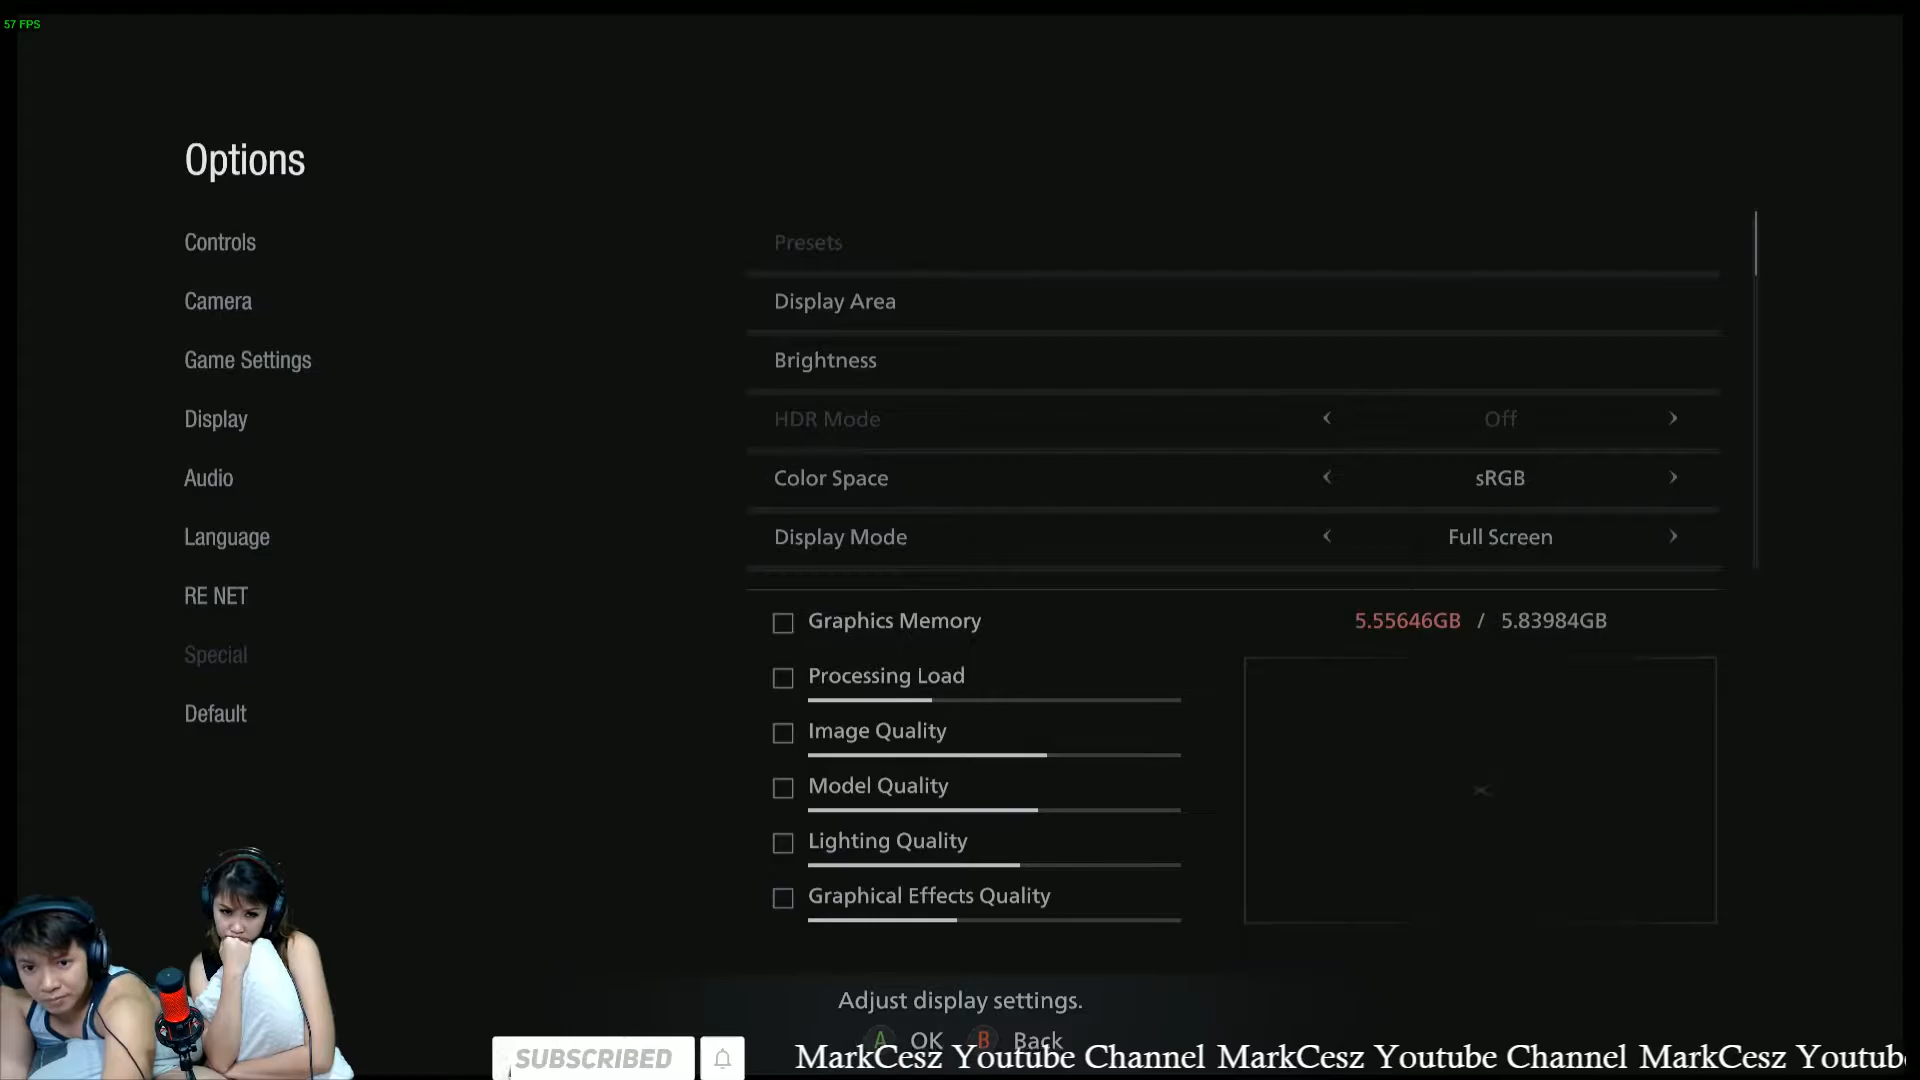 57 FPS
Options
Controls
Camera
Game Settings
Display
Audio
Language
RE NET
Special
Default
Presets
Display Area
Brightness
HDR Mode < Off >
Color Space < sRGB >
Display Mode < Full Screen >
Graphics Memory 5.55646GB / 5.83984GB
Processing Load
Image Quality
Model Quality
Lighting Quality
Graphical Effects Quality
Adjust display settings.
A OK B Back
SUBSCRIBED
MarkCesz Youtube Channel MarkCesz Youtube Channel MarkCesz Youtub